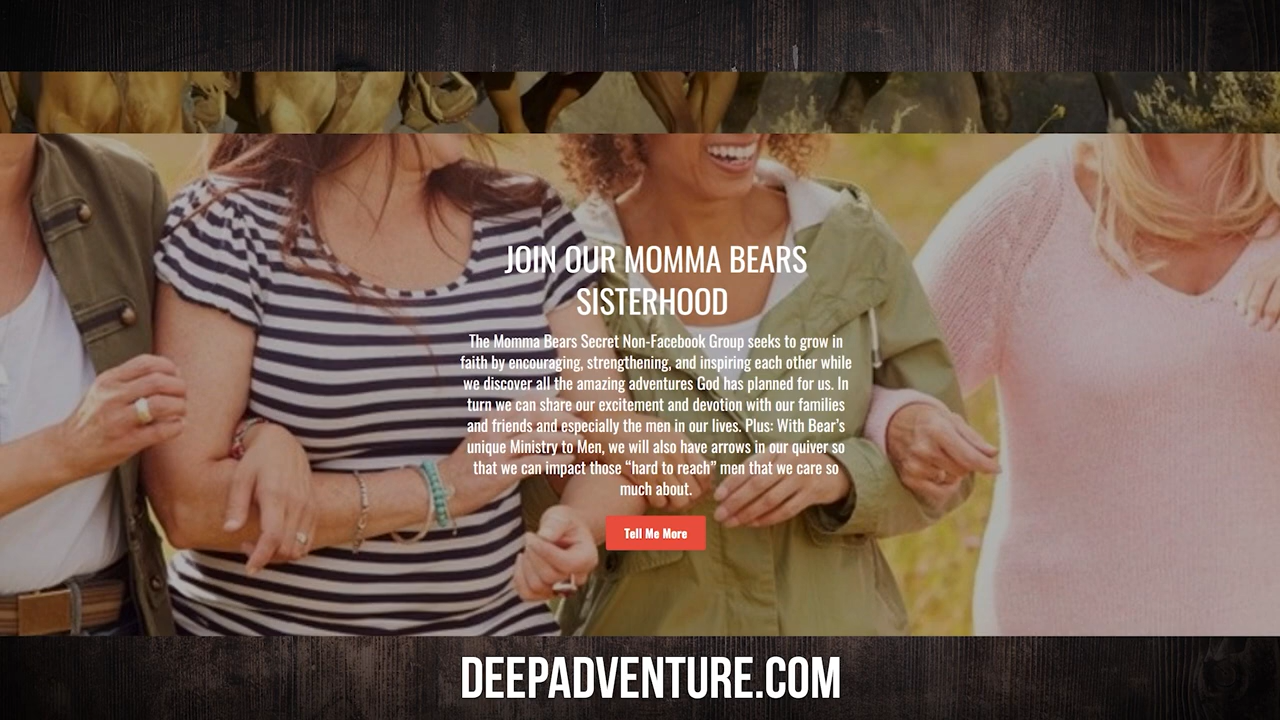 JOIN OUR MOMMA BEARS
SISTERHOOD
The Momma Bears Secret Non-Facebook Group seeks to grow in
faith by encouraging, strengthening, and inspiring each other while
we discover all the amazing adventures God has planned for us. In
turn we can share our excitement and devotion with our families
and friends and especially the men in our lives. Plus: With Bear’s
unique Ministry to Men, we will also have arrows in our quiver so
that we can impact those “hard to reach” men that we care so
much about.
Tell Me More
DEEPADVENTURE.COM